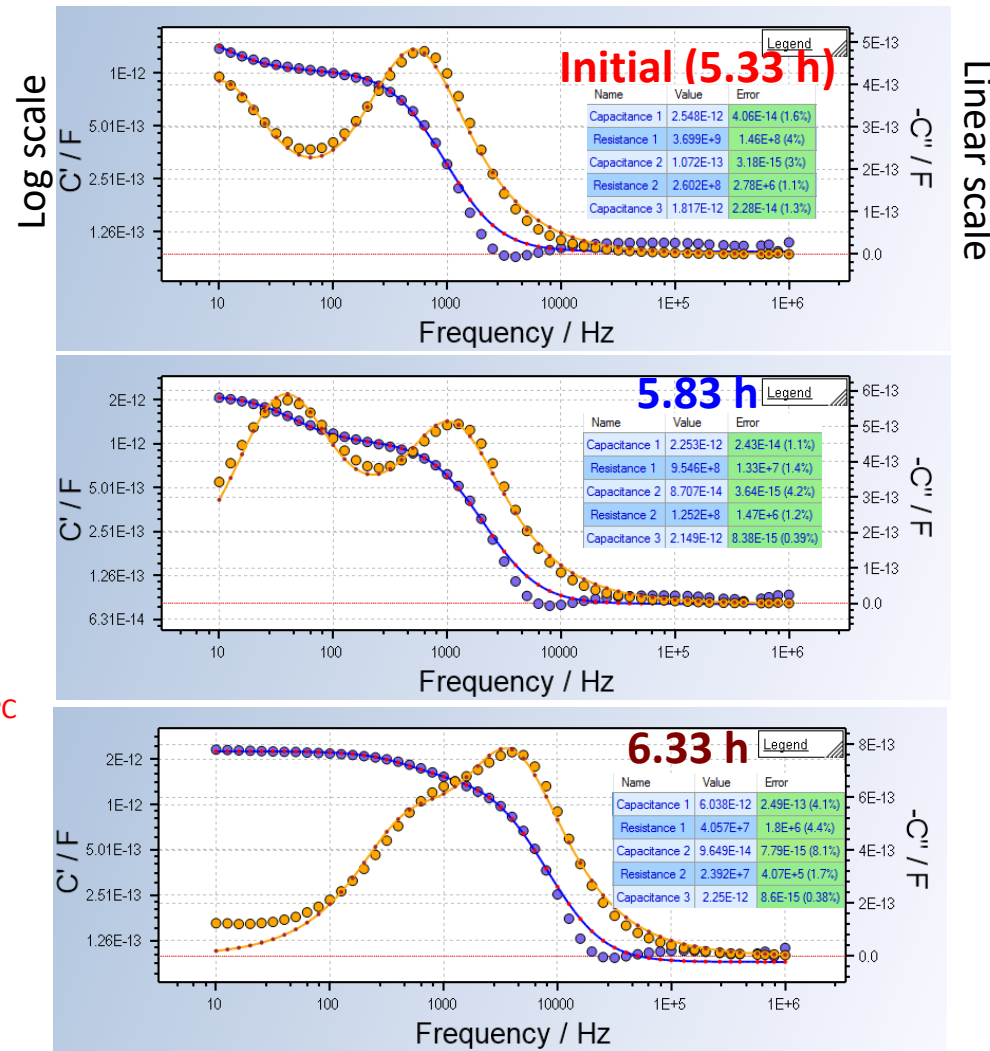 Log scale
Linear scale
Initial (5.33 h)
Legend
C' / F
1E-12
5.01E-13
2.51E-13
1.26E-13
-C'' / F
5E-13
4E-13
3E-13
2E-13
1E-13
0.0
Name Value Error
Capacitance 1 2.548E-12 4.06E-14 (1.6%)
Resistance 1 3.699E+9 1.46E+8 (4%)
Capacitance 2 1.072E-13 3.18E-15 (3%)
Resistance 2 2.602E+8 2.78E+6 (1.1%)
Capacitance 3 1.817E-12 2.28E-14 (1.3%)
10 100 1000 10000 1E+5 1E+6
Frequency / Hz
5.83 h
Legend
C' / F
2E-12
1E-12
5.01E-13
2.51E-13
1.26E-13
6.31E-14
-C'' / F
6E-13
5E-13
4E-13
3E-13
2E-13
1E-13
0.0
Name Value Error
Capacitance 1 2.253E-12 2.43E-14 (1.1%)
Resistance 1 9.546E+8 1.33E+7 (1.4%)
Capacitance 2 8.707E-14 3.64E-15 (4.2%)
Resistance 2 1.252E+8 1.47E+6 (1.2%)
Capacitance 3 2.149E-12 8.38E-15 (0.39%)
10 100 1000 10000 1E+5 1E+6
Frequency / Hz
6.33 h
Legend
C' / F
2E-12
1E-12
5.01E-13
2.51E-13
1.26E-13
-C'' / F
8E-13
6E-13
4E-13
2E-13
0.0
Name Value Error
Capacitance 1 6.038E-12 2.49E-13 (4.1%)
Resistance 1 4.057E+7 1.8E+6 (4.4%)
Capacitance 2 9.649E-14 7.79E-15 (8.1%)
Resistance 2 2.392E+7 4.07E+5 (1.7%)
Capacitance 3 2.25E-12 8.6E-15 (0.38%)
10 100 1000 10000 1E+5 1E+6
Frequency / Hz